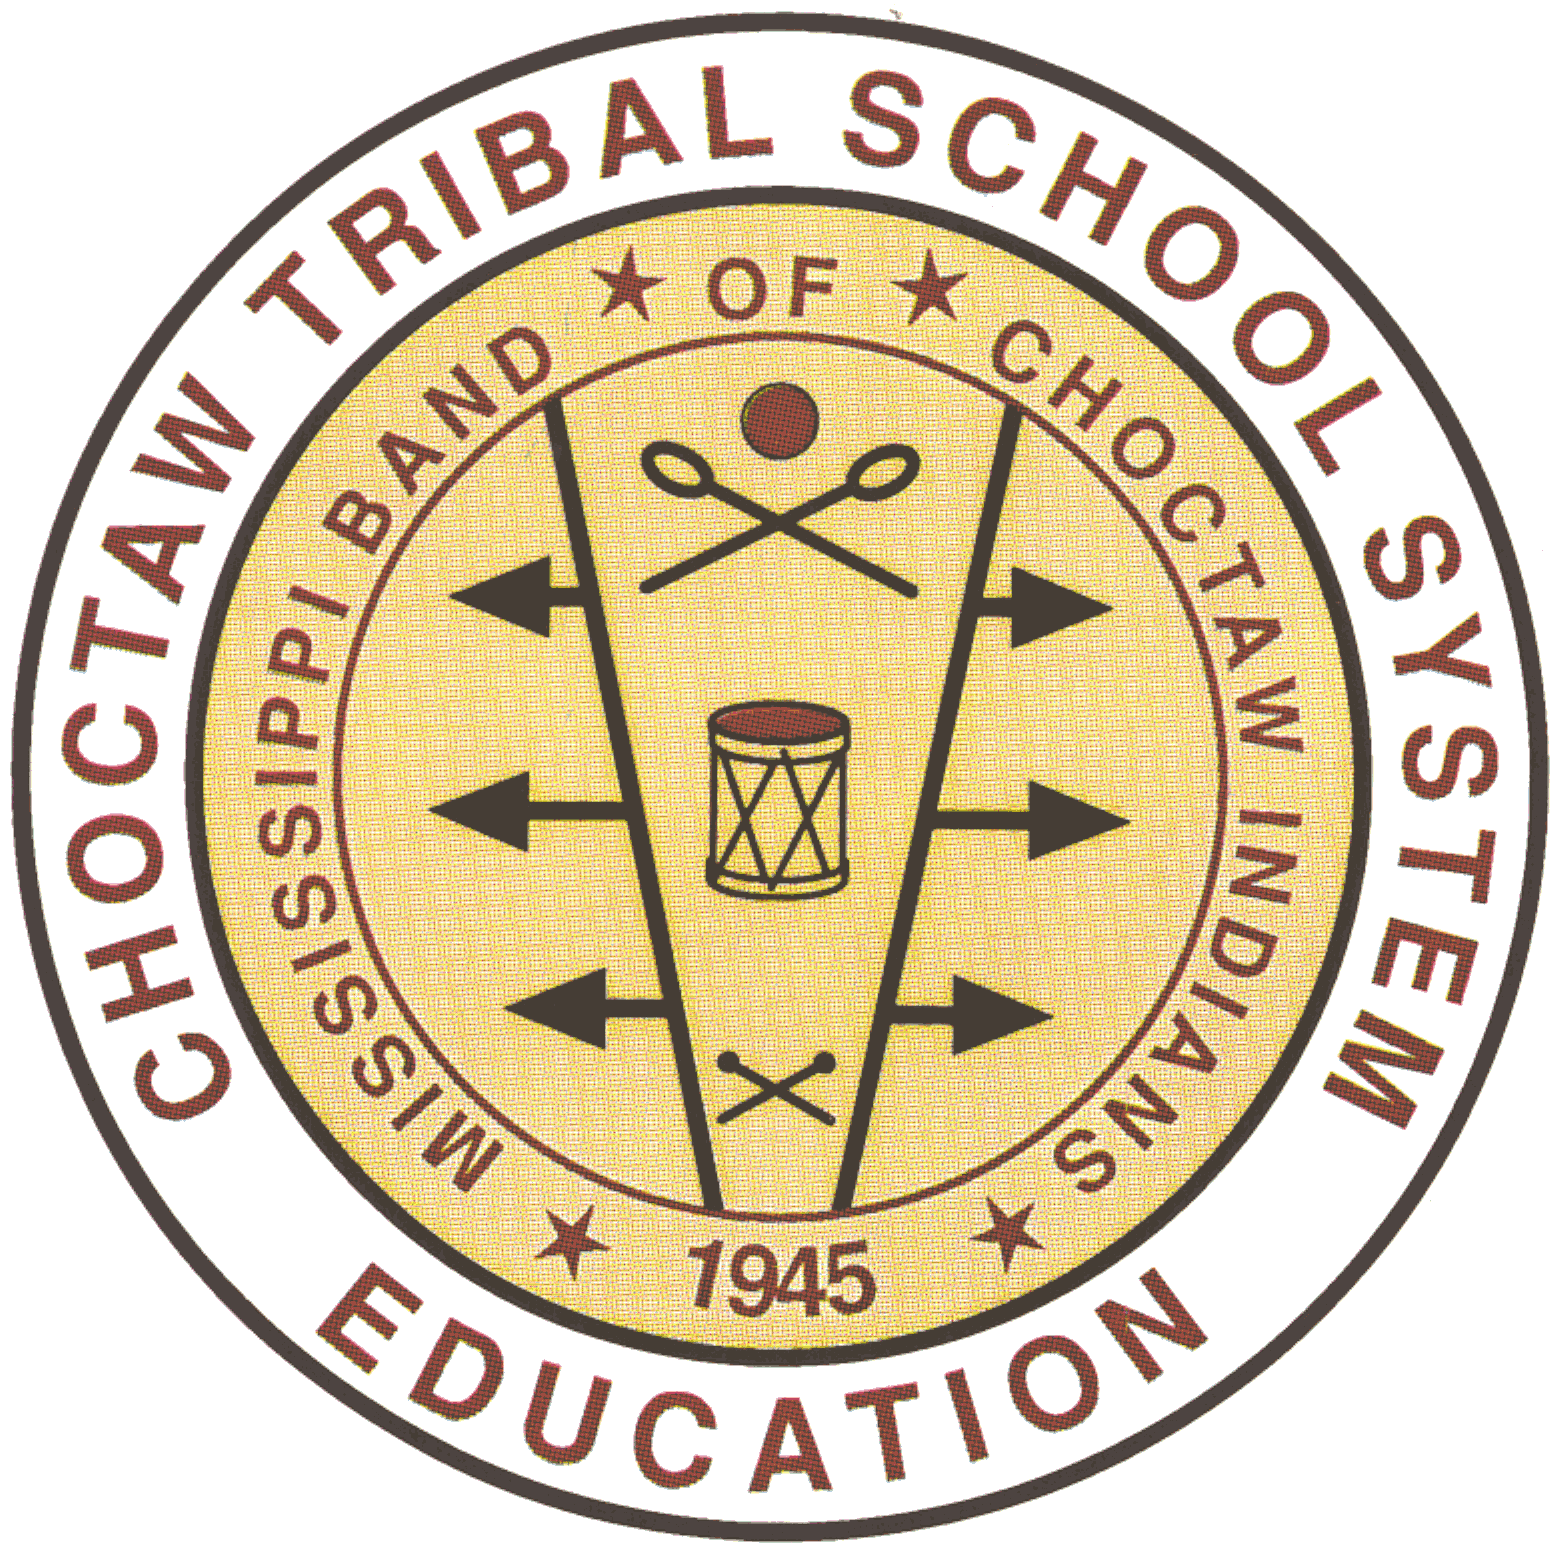 CHOCTAW TRIBAL SCHOOL SYSTEM
MISSISSIPPI BAND ★ OF ★ CHOCTAW INDIANS
★ 1945 ★
EDUCATION